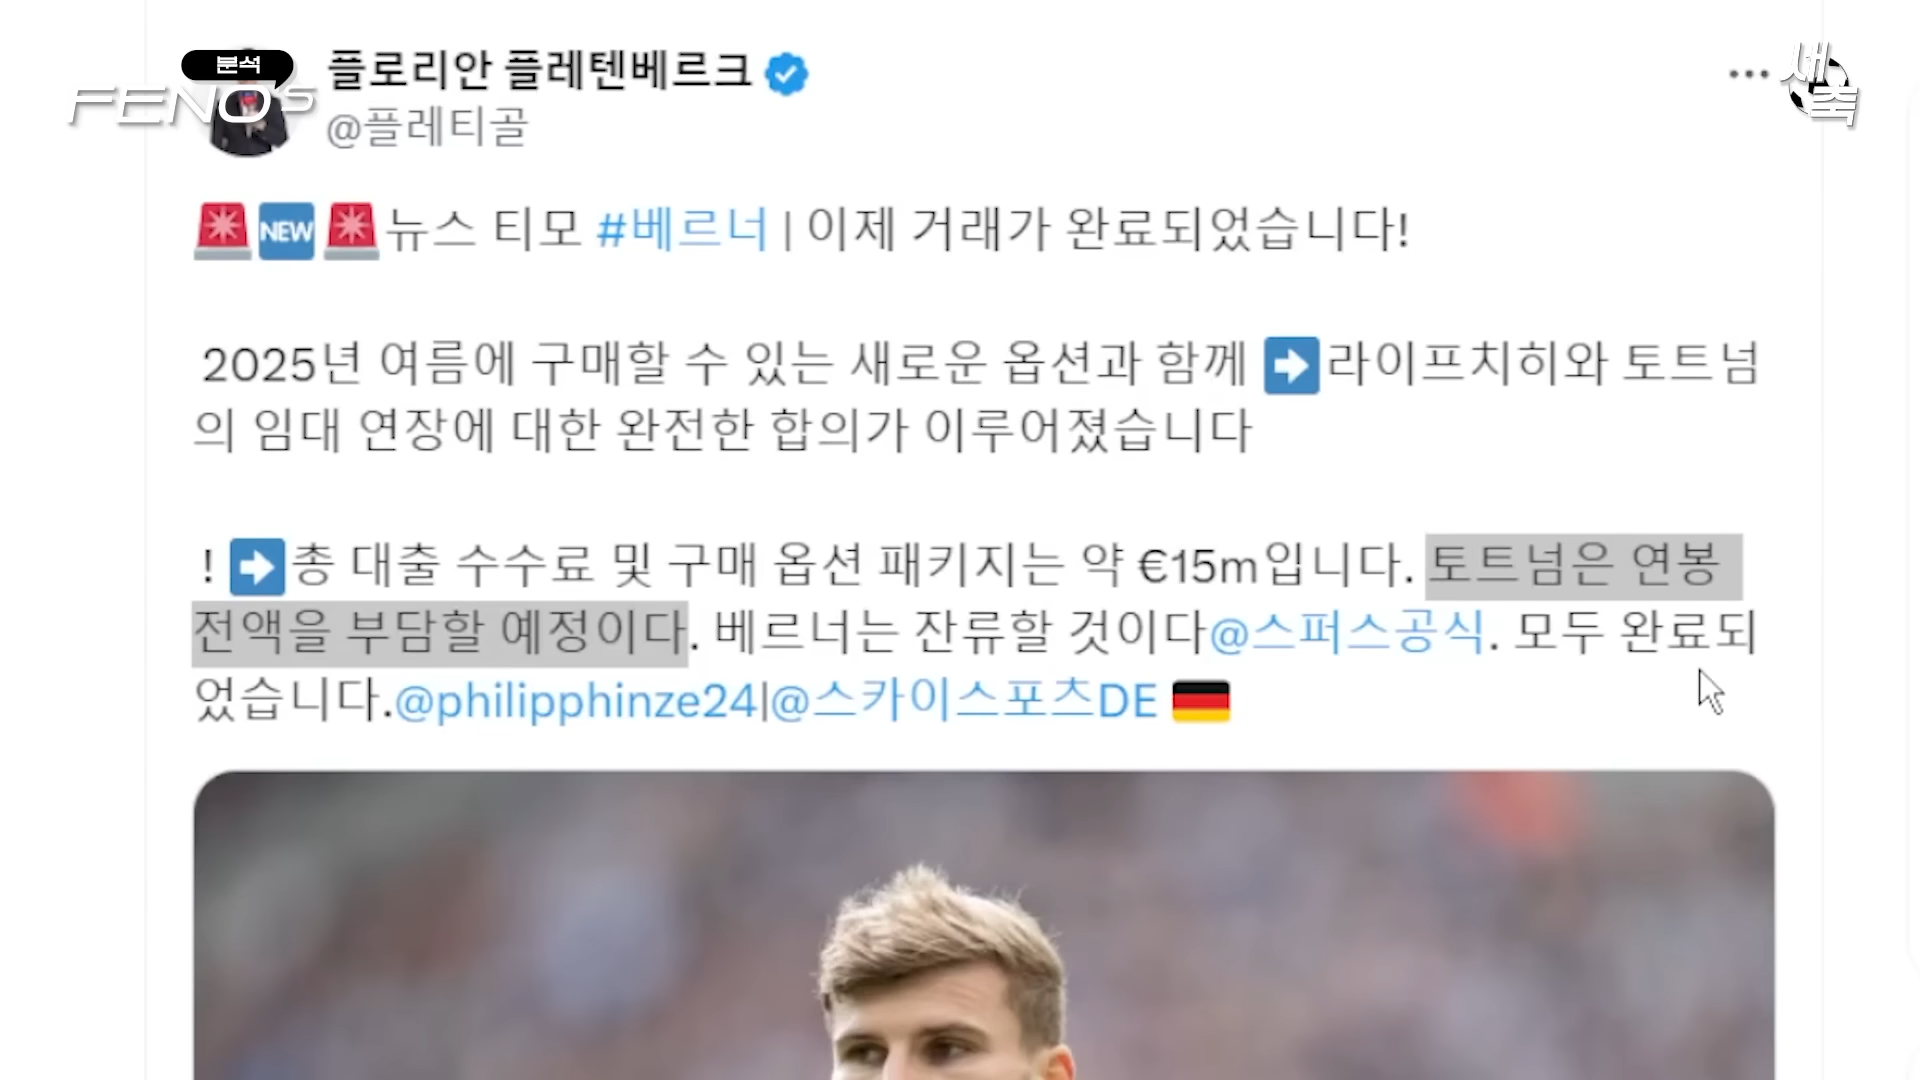 분석
FENOS
세축
플로리안 플레텐베르크
@플레티골
NEW 뉴스 티모 #베르너 | 이제 거래가 완료되었습니다!
2025년 여름에 구매할 수 있는 새로운 옵션과 함께 라이프치히와 토트넘
의 임대 연장에 대한 완전한 합의가 이루어졌습니다
! 총 대출 수수료 및 구매 옵션 패키지는 약 €15m입니다. 토트넘은 연봉
전액을 부담할 예정이다. 베르너는 잔류할 것이다@스퍼스공식. 모두 완료되
었습니다.@philipphinze24|@스카이스포츠DE